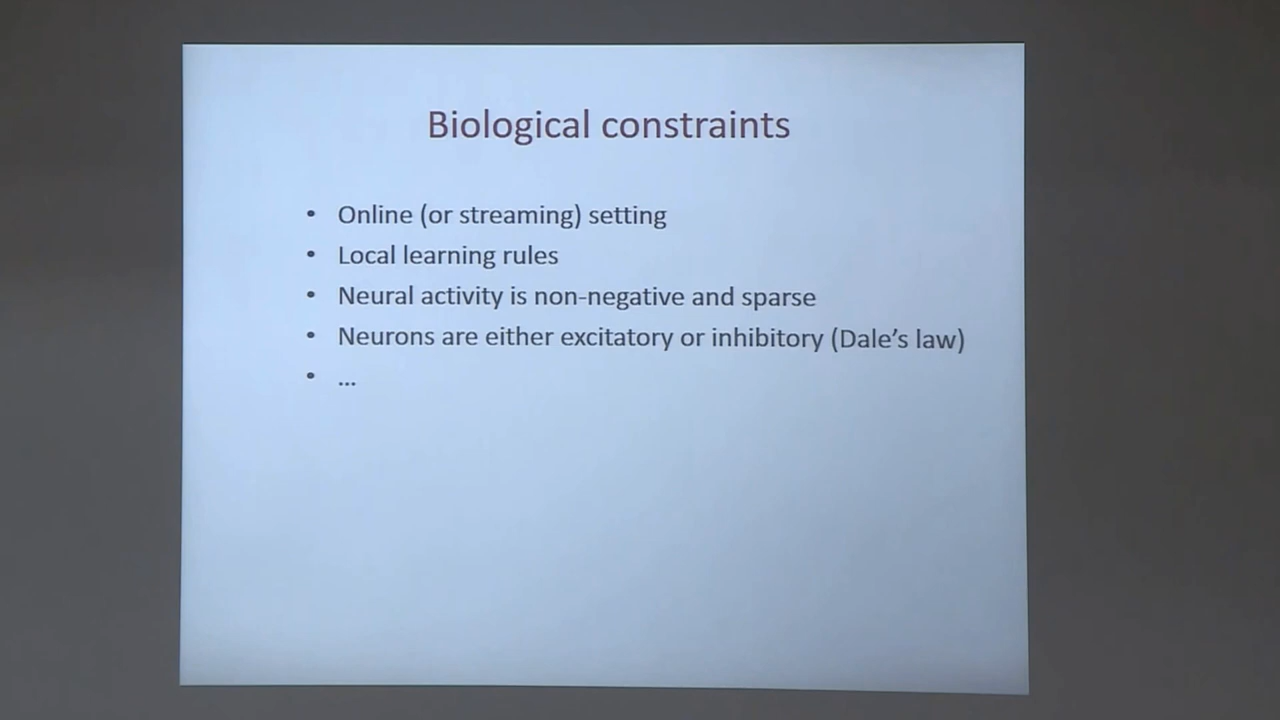 Biological constraints
• Online (or streaming) setting
• Local learning rules
• Neural activity is non-negative and sparse
• Neurons are either excitatory or inhibitory (Dale's law)
• ...